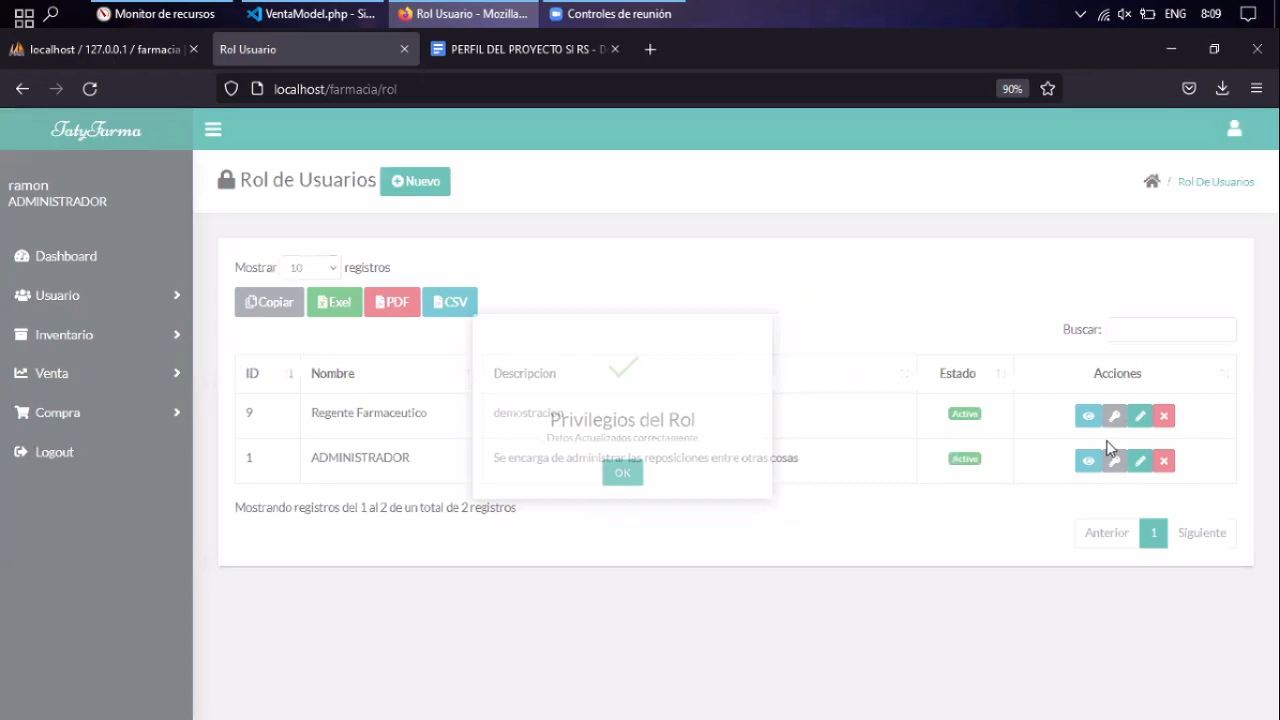 Monitor de recursos
VentaModel.php - Si...
Rol Usuario - Mozilla...
Controles de reunión
ENG
8:09
localhost / 127.0.0.1 / farmacia
Rol Usuario
PERFIL DEL PROYECTO SI RS - D
localhost/farmacia/rol
90%
TatyFarma
ramon
ADMINISTRADOR
Rol de Usuarios
Nuevo
/ Rol De Usuarios
Dashboard
Usuario
Inventario
Venta
Compra
Logout
Mostrar 10 registros
Copiar
Exel
PDF
CSV
Buscar:
ID Nombre Descripcion Estado Acciones
9 Regente Farmaceutico demostracion Activo
1 ADMINISTRADOR Se encarga de administrar las reposiciones entre otras cosas Activo
Privilegios del Rol
Datos Actualizados correctamente
OK
Mostrando registros del 1 al 2 de un total de 2 registros
Anterior 1 Siguiente